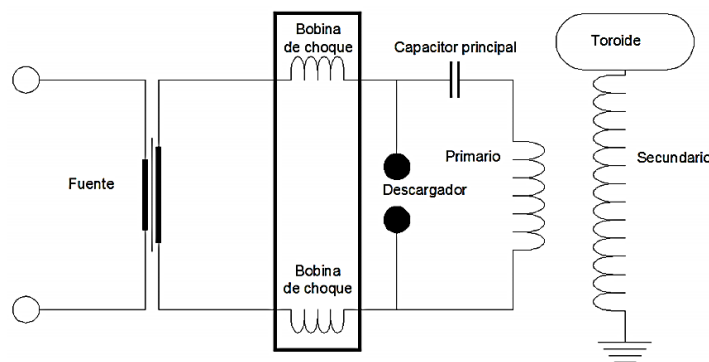 Bobina
de choque
Capacitor principal
Toroide
Fuente
Descargador
Primario
Secundario
Bobina
de choque